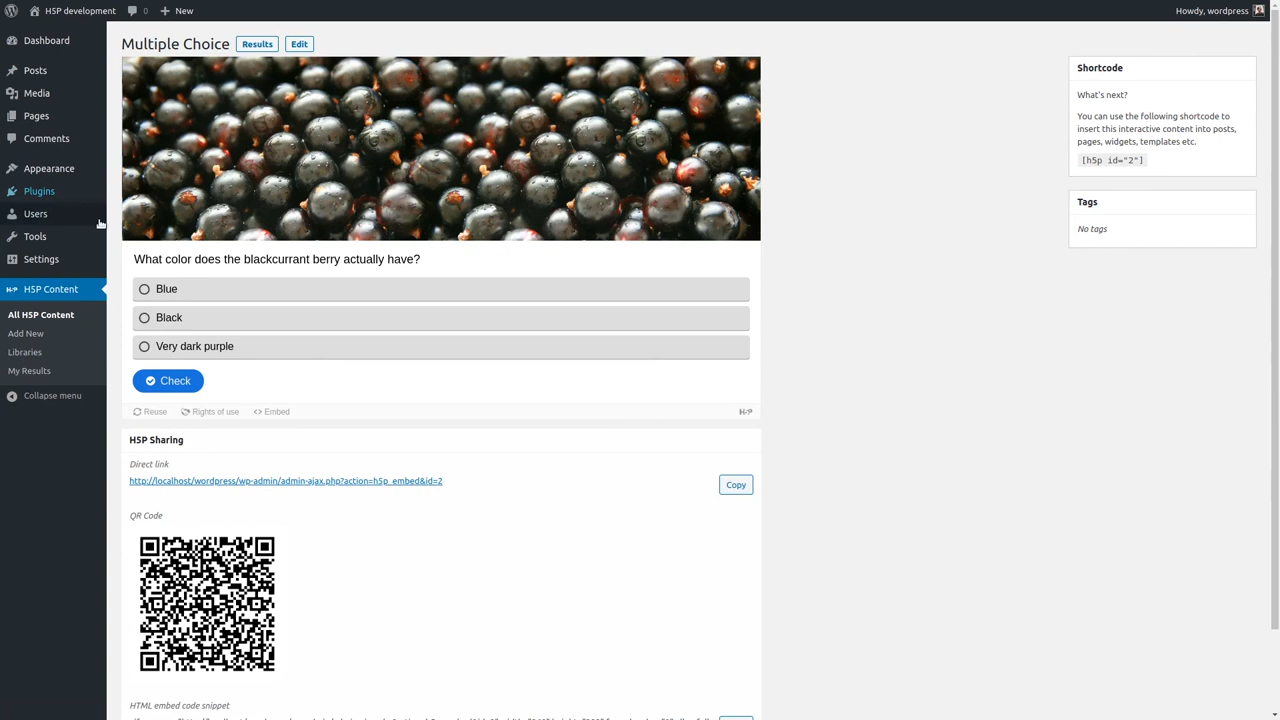 H5P development
0
New
Howdy, wordpress
Dashboard
Posts
Media
Pages
Comments
Appearance
Plugins
Users
Tools
Settings
H5P Content
All H5P Content
Add New
Libraries
My Results
Collapse menu
Multiple Choice Results Edit
What color does the blackcurrant berry actually have?
Blue
Black
Very dark purple
Check
Reuse Rights of use Embed H5P
H5P Sharing
Direct link
http://localhost/wordpress/wp-admin/admin-ajax.php?action=h5p_embed&id=2
Copy
QR Code
HTML embed code snippet
Shortcode
What's next?
You can use the following shortcode to
insert this interactive content into posts,
pages, widgets, templates etc.
[h5p id="2"]
Tags
No tags